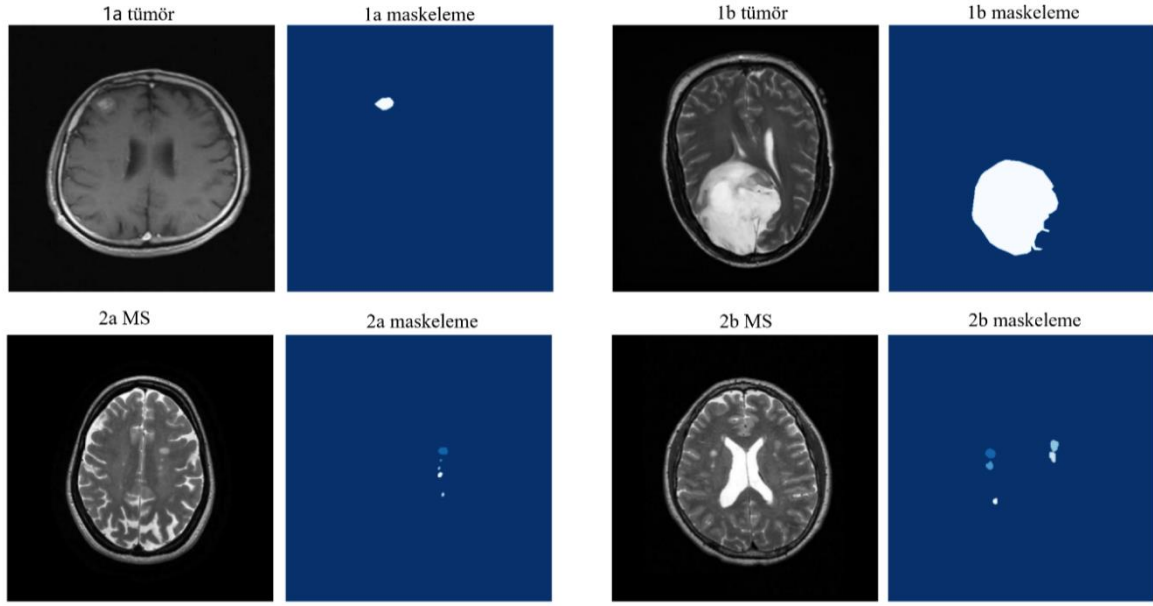 1a tümör
1a maskeleme
1b tümör
1b maskeleme
2a MS
2a maskeleme
2b MS
2b maskeleme